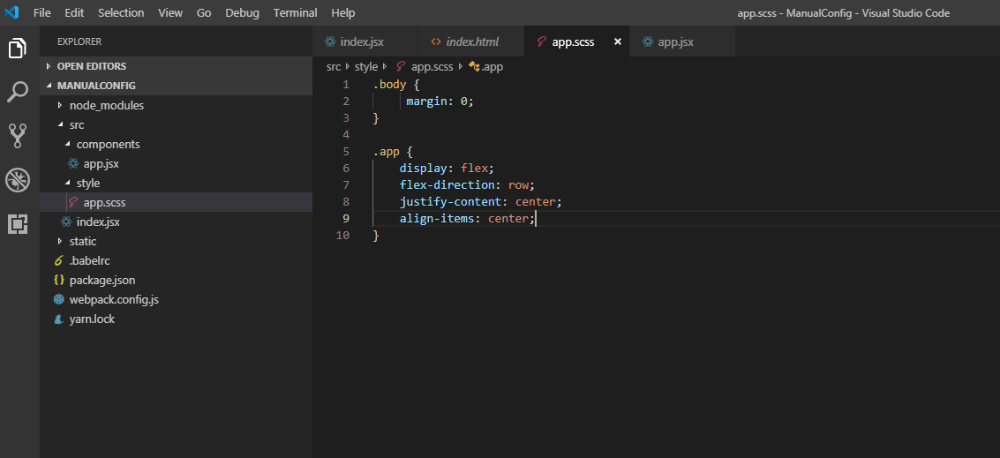 File Edit Selection View Go Debug Terminal Help app.scss - ManualConfig - Visual Studio Code
EXPLORER
OPEN EDITORS
MANUALCONFIG
node_modules
src
components
app.jsx
style
app.scss
index.jsx
static
.babelrc
package.json
webpack.config.js
yarn.lock
index.jsx index.html app.scss app.jsx
src style app.scss .app
1 .body {
2 margin: 0;
3 }
4
5 .app {
6 display: flex;
7 flex-direction: row;
8 justify-content: center;
9 align-items: center;
10 }